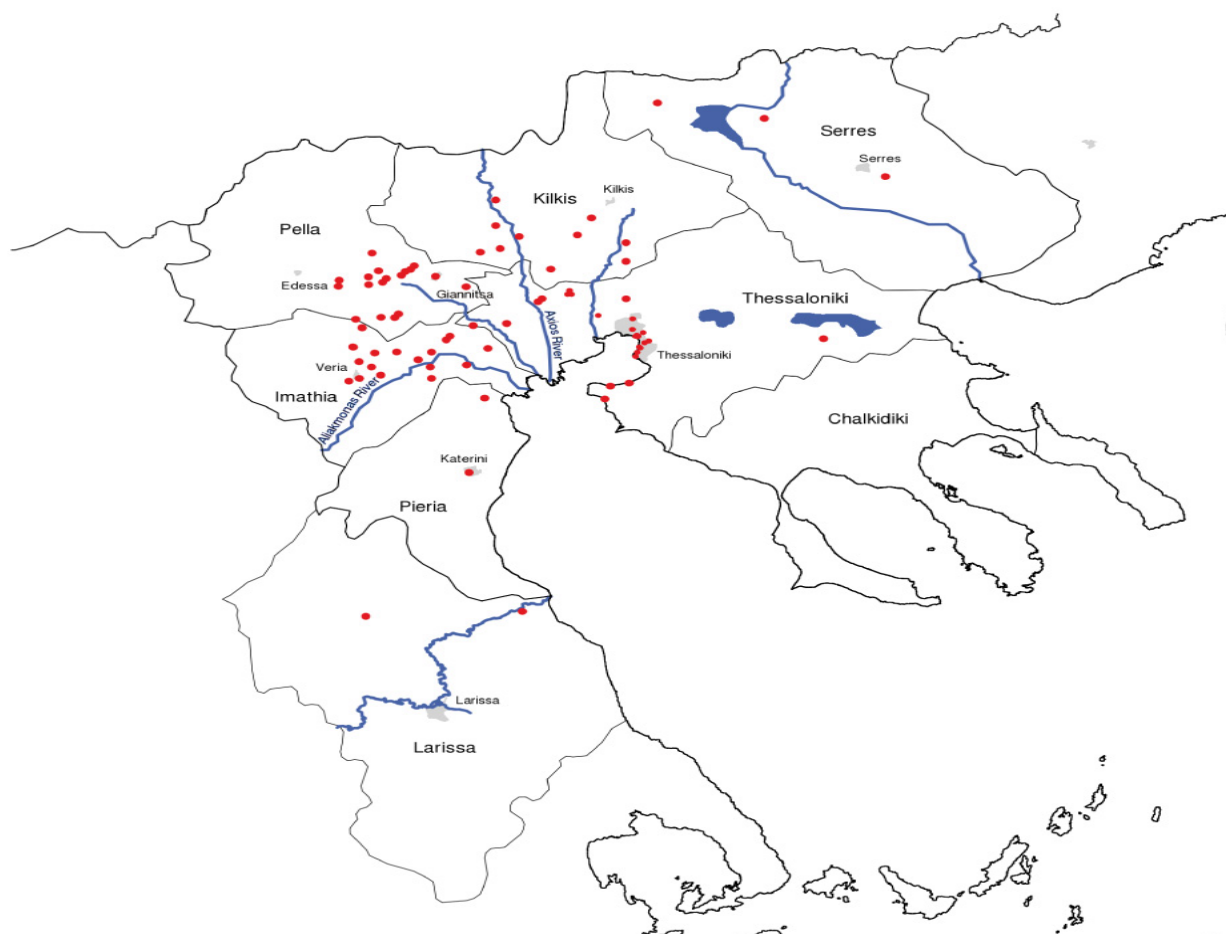 Serres
Serres
Kilkis
Kilkis
Pella
Edessa
Giannitsa
Thessaloniki
Axios River
Thessaloniki
Veria
Imathia
Aliakmonas River
Chalkidiki
Katerini
Pieria
Larissa
Larissa